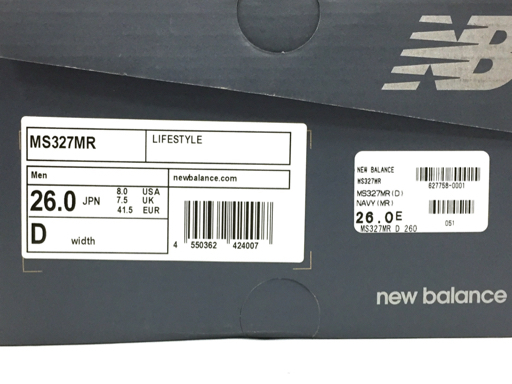 NB
MS327MR
LIFESTYLE
Men
newbalance.com
26.0 JPN
8.0 USA
7.5 UK
41.5 EUR
D width
4 550362 424007
NEW BALANCE
MS327MR
627758-0001
MS327MR(D)
NAVY(MR)
26.0E
051
MS327MR D 260
new balance